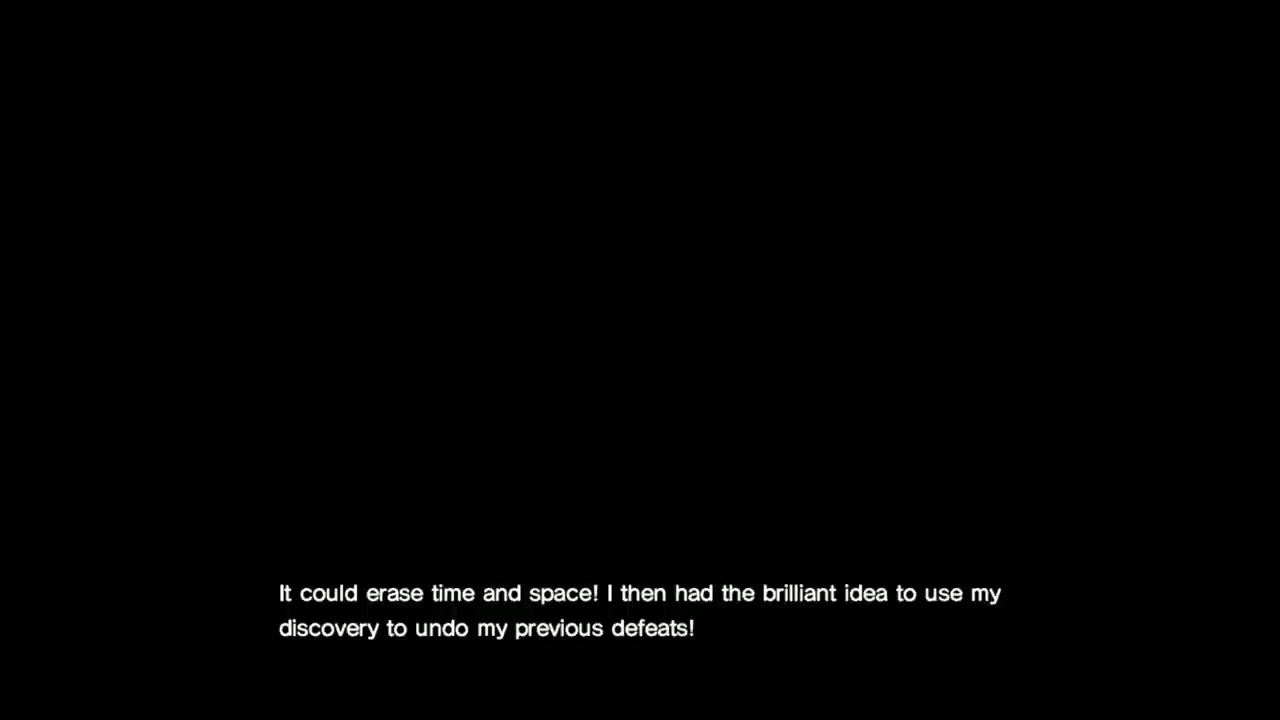 It could erase time and space! I then had the brilliant idea to use my
discovery to undo my previous defeats!